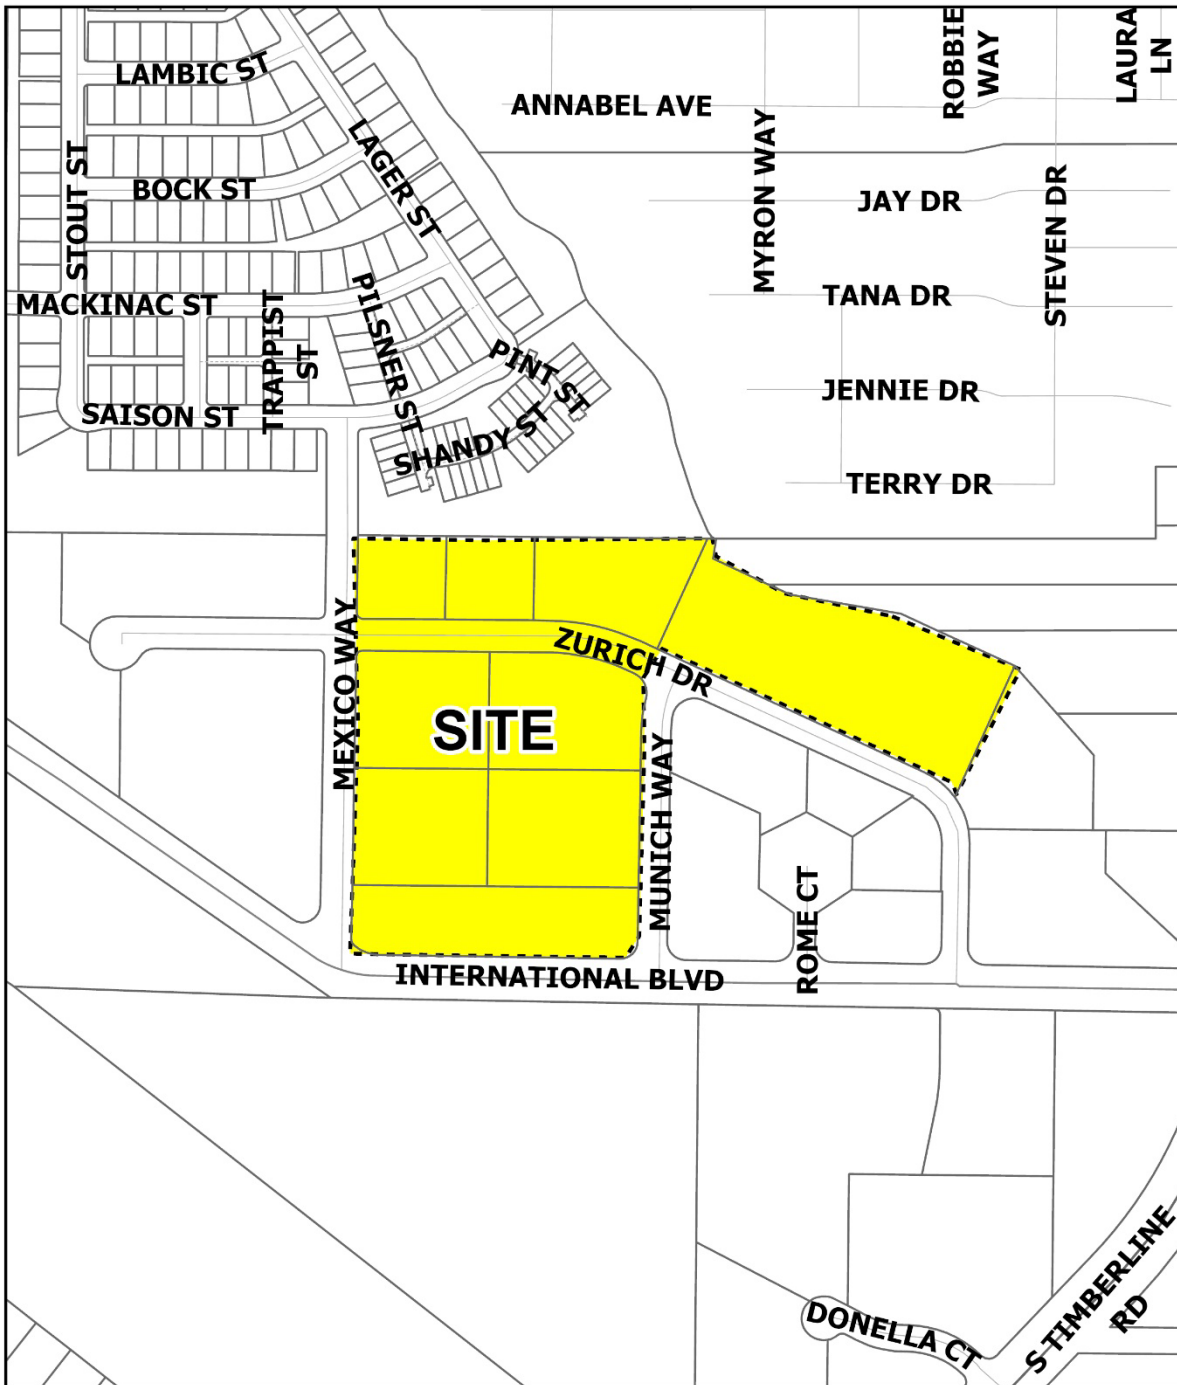 ROBBIE
WAY
LAURA
LN
LAMBIC ST
ANNABEL AVE
LAGER ST
MYRON WAY
STOUT ST
BOCK ST
JAY DR
STEVEN DR
MACKINAC ST
TRAPPIST
ST
PILSNER ST
TANA DR
PINT ST
JENNIE DR
SAISON ST
SHANDY ST
TERRY DR
MEXICO WAY
ZURICH DR
SITE
MUNICH WAY
ROME CT
INTERNATIONAL BLVD
DONELLA CT
S TIMBERLINE
RD